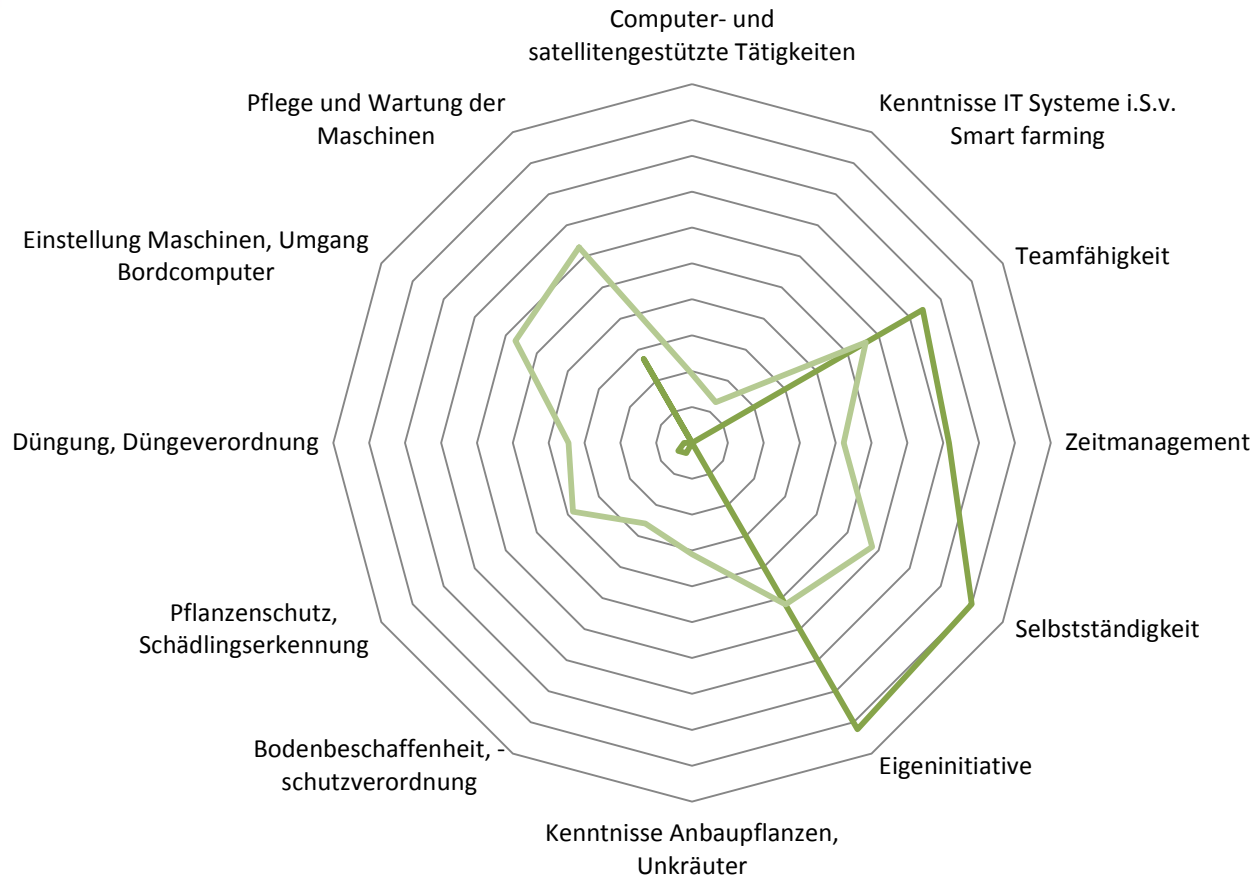 Computer- und
satellitengestützte Tätigkeiten
Kenntnisse IT Systeme i.S.v.
Smart farming
Teamfähigkeit
Zeitmanagement
Selbstständigkeit
Eigeninitiative
Kenntnisse Anbaupflanzen,
Unkräuter
Bodenbeschaffenheit, -
schutzverordnung
Pflanzenschutz,
Schädlingserkennung
Düngung, Düngeverordnung
Einstellung Maschinen, Umgang
Bordcomputer
Pflege und Wartung der
Maschinen